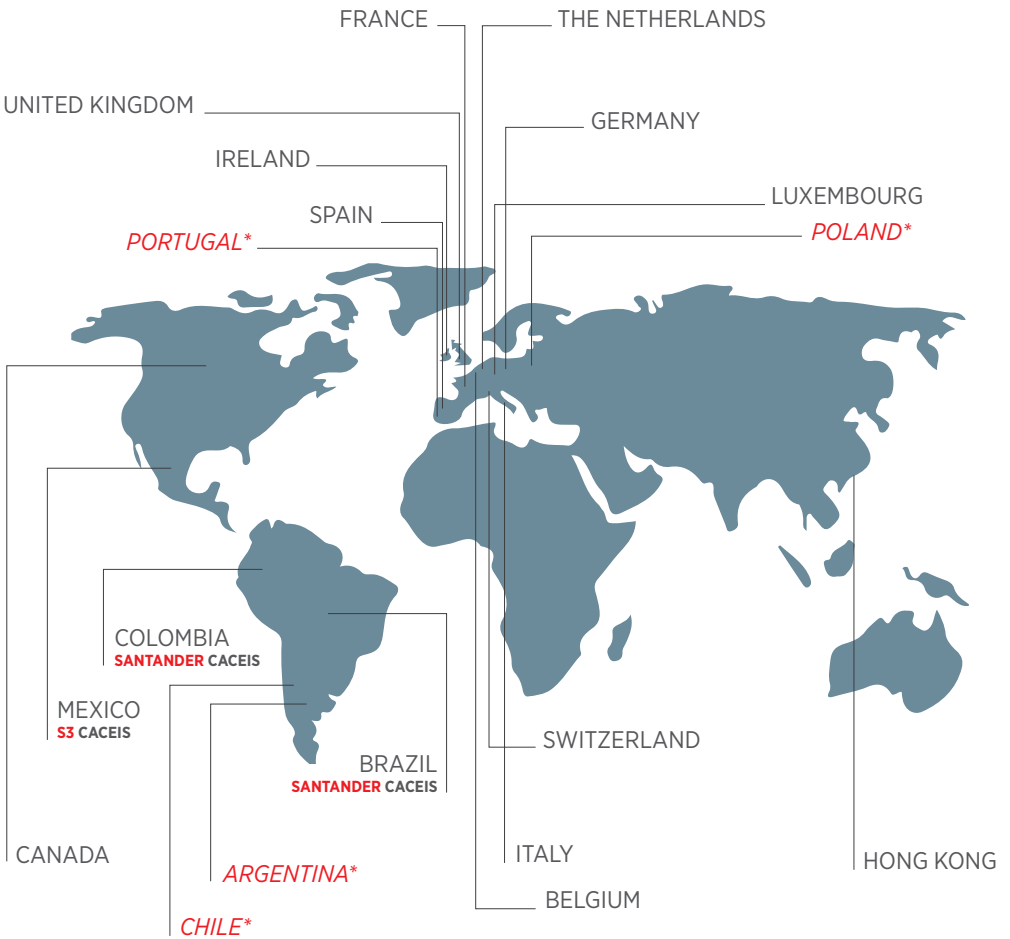 FRANCE
THE NETHERLANDS
UNITED KINGDOM
GERMANY
IRELAND
LUXEMBOURG
SPAIN
POLAND*
PORTUGAL*
COLOMBIA
SANTANDER CACEIS
MEXICO
S3 CACEIS
SWITZERLAND
BRAZIL
SANTANDER CACEIS
CANADA
ITALY
HONG KONG
ARGENTINA*
BELGIUM
CHILE*